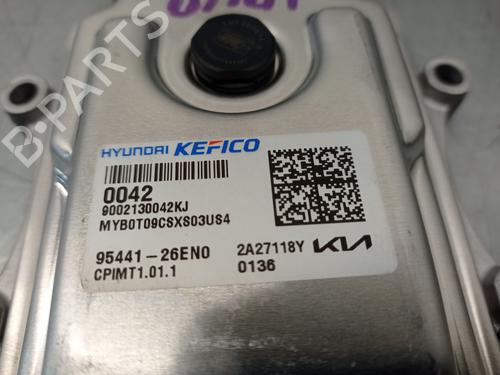 HYUNDAI KEFICO
0042
9002130042KJ
MYB0T09CSXS03US4
95441-26EN0
2A27118Y KIA
CPIMT1.01.1
0136
B-PARTS